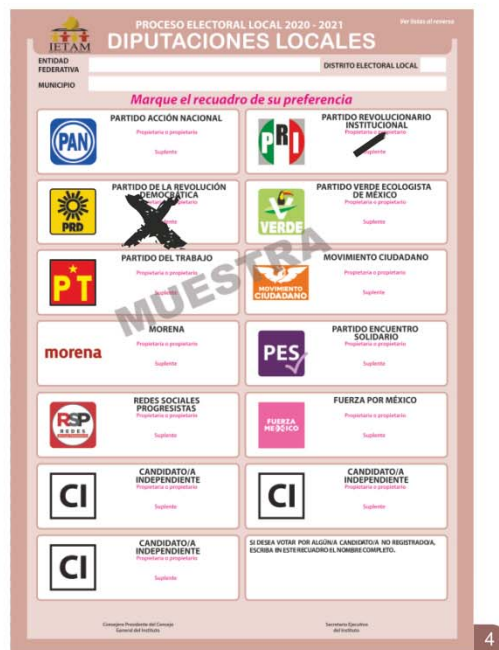 IETAM
PROCESO ELECTORAL LOCAL 2020 - 2021
Ver listas al reverso
DIPUTACIONES LOCALES
ENTIDAD
FEDERATIVA
DISTRITO ELECTORAL LOCAL
MUNICIPIO
Marque el recuadro de su preferencia
PAN
PARTIDO ACCIÓN NACIONAL
Propietaria o propietario
Suplente
PRI
PARTIDO REVOLUCIONARIO
INSTITUCIONAL
Propietaria o propietario
Suplente
PRD
PARTIDO DE LA REVOLUCIÓN
DEMOCRÁTICA
VERDE
PARTIDO VERDE ECOLOGISTA
DE MÉXICO
Propietaria o propietario
Suplente
PT
PARTIDO DEL TRABAJO
Propietaria o propietario
Suplente
MOVIMIENTO
CIUDADANO
MOVIMIENTO CIUDADANO
Propietaria o propietario
Suplente
MUESTRA
morena
MORENA
Propietaria o propietario
Suplente
PES
PARTIDO ENCUENTRO
SOLIDARIO
Propietaria o propietario
Suplente
RSP
REDES
REDES SOCIALES
PROGRESISTAS
Propietaria o propietario
Suplente
FUERZA
MÉXICO
FUERZA POR MÉXICO
Propietaria o propietario
Suplente
CI
CANDIDATO/A
INDEPENDIENTE
Propietaria o propietario
Suplente
CI
CANDIDATO/A
INDEPENDIENTE
Propietaria o propietario
Suplente
CI
CANDIDATO/A
INDEPENDIENTE
Propietaria o propietario
Suplente
SI DESEA VOTAR POR ALGÚN/A CANDIDATO/A NO REGISTRADO/A,
ESCRIBA EN ESTE RECUADRO EL NOMBRE COMPLETO.
Consejero Presidente del Consejo
General del Instituto
Secretario Ejecutivo
del Instituto
4